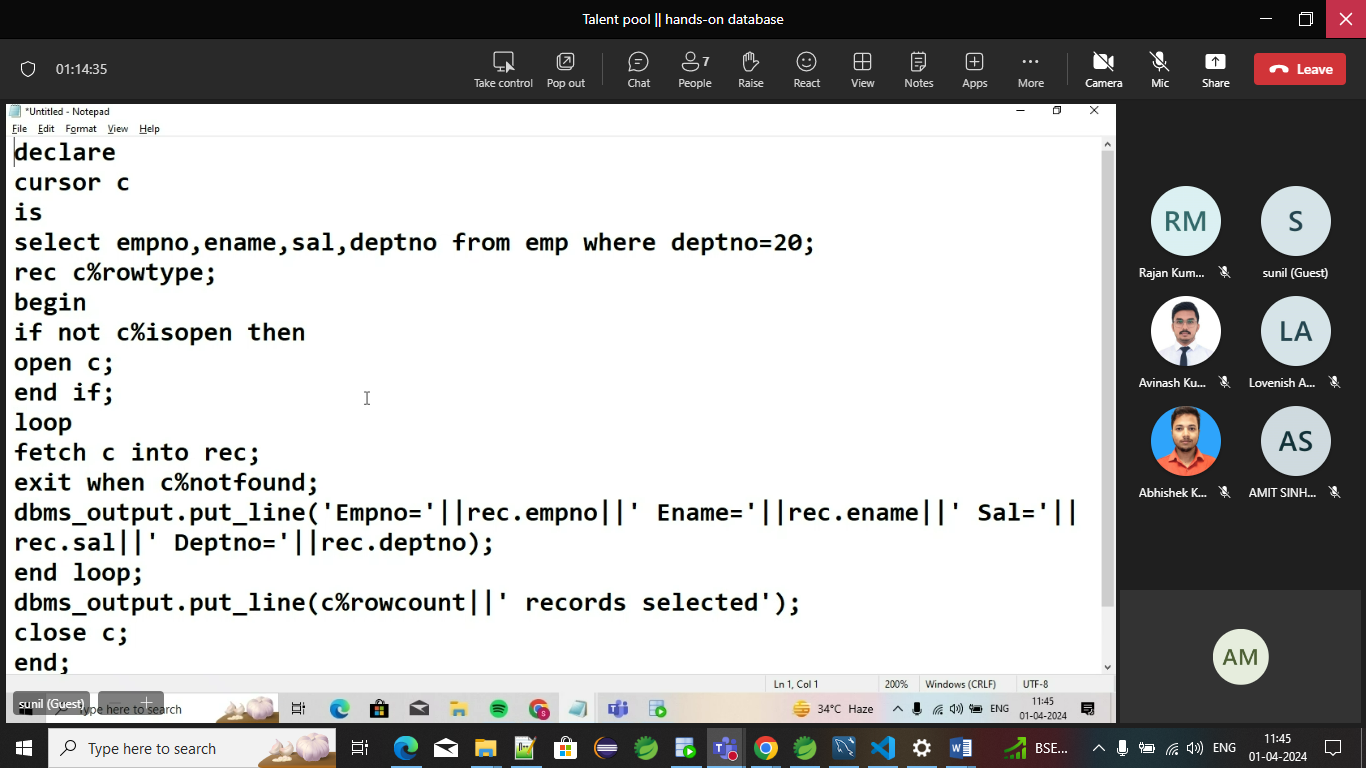 Talent pool || hands-on database
01:14:35
Take control
Pop out
Chat
7
People
Raise
React
View
Notes
Apps
More
Camera
Mic
Share
Leave
*Untitled - Notepad
File Edit Format View Help
declare
cursor c
is
select empno,ename,sal,deptno from emp where deptno=20;
rec c%rowtype;
begin
if not c%isopen then
open c;
end if;
loop
fetch c into rec;
exit when c%notfound;
dbms_output.put_line('Empno='||rec.empno||' Ename='||rec.ename||' Sal='||
rec.sal||' Deptno='||rec.deptno);
end loop;
dbms_output.put_line(c%rowcount||' records selected');
close c;
end;
Ln 1, Col 1
200%
Windows (CRLF)
UTF-8
RM
Rajan Kum...
S
sunil (Guest)
Avinash Ku...
LA
Lovenish A...
Abhishek K...
AS
AMIT SINH...
AM
sunil (Guest)
Type here to search
34°C Haze
ENG
11:45
01-04-2024
Type here to search
BSE...
ENG
11:45
01-04-2024